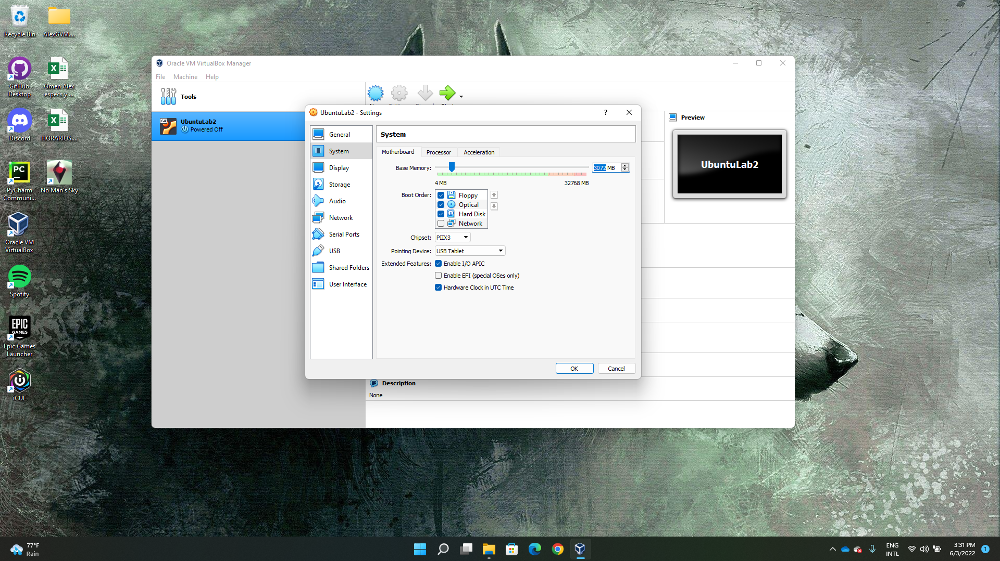 Recycle Bin
AlexGVM....
GitHub
Desktop
Omen Alex
especs y ...
Discord
HORARIOS....
PC
PyCharm
Communi...
No Man's Sky
Oracle VM
VirtualBox
Spotify
EPIC
GAMES
Epic Games
Launcher
iCUE
Oracle VM VirtualBox Manager
File Machine Help
Tools
64
UbuntuLab2
Powered Off
Preview
UbuntuLab2
UbuntuLab2 - Settings
?
General
System
Display
Storage
Audio
Network
Serial Ports
USB
Shared Folders
User Interface
System
Motherboard Processor Acceleration
Base Memory: 3072 MB
4 MB 32768 MB
Boot Order: Floppy
Optical
Hard Disk
Network
Chipset: PIIX3
Pointing Device: USB Tablet
Extended Features: Enable I/O APIC
Enable EFI (special OSes only)
Hardware Clock in UTC Time
OK Cancel
Description
None
77°F
Rain
ENG
INTL
3:31 PM
6/3/2022
1